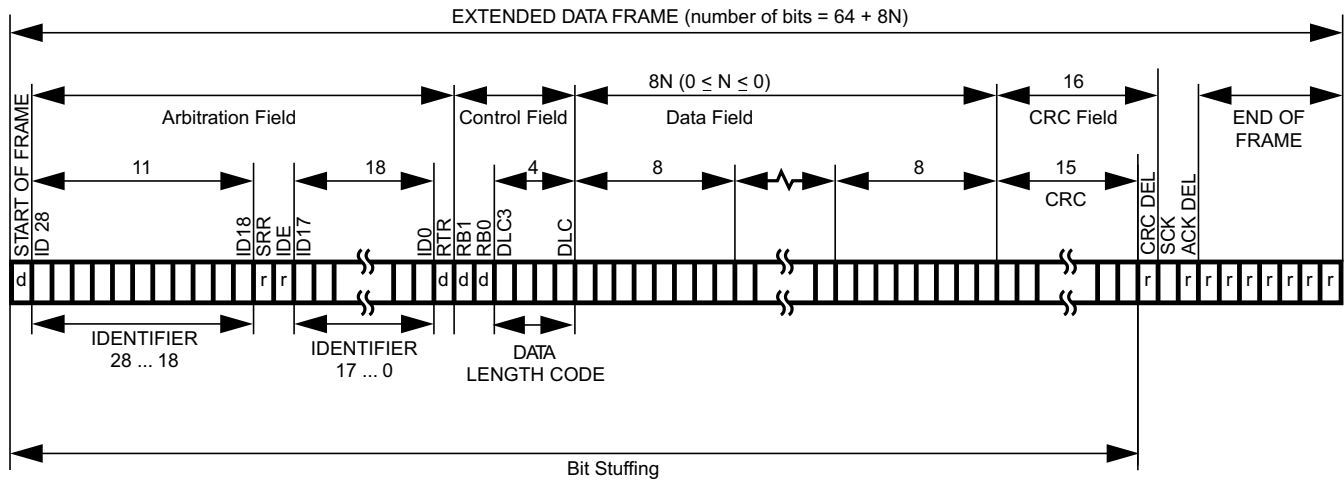 EXTENDED DATA FRAME (number of bits = 64 + 8N)
8N (0 ≤ N ≤ 0)
16
Arbitration Field
Control Field
Data Field
CRC Field
END OF
FRAME
11
18
4
8
8
15
CRC
START OF FRAME
ID 28
ID18
SRR
IDE
ID17
ID0
RTR
RB1
RB0
DLC3
DLC
CRC DEL
SCK
ACK DEL
d r r d d d r r r r r r r r r
IDENTIFIER
28 ... 18
IDENTIFIER
17 ... 0
DATA
LENGTH CODE
Bit Stuffing